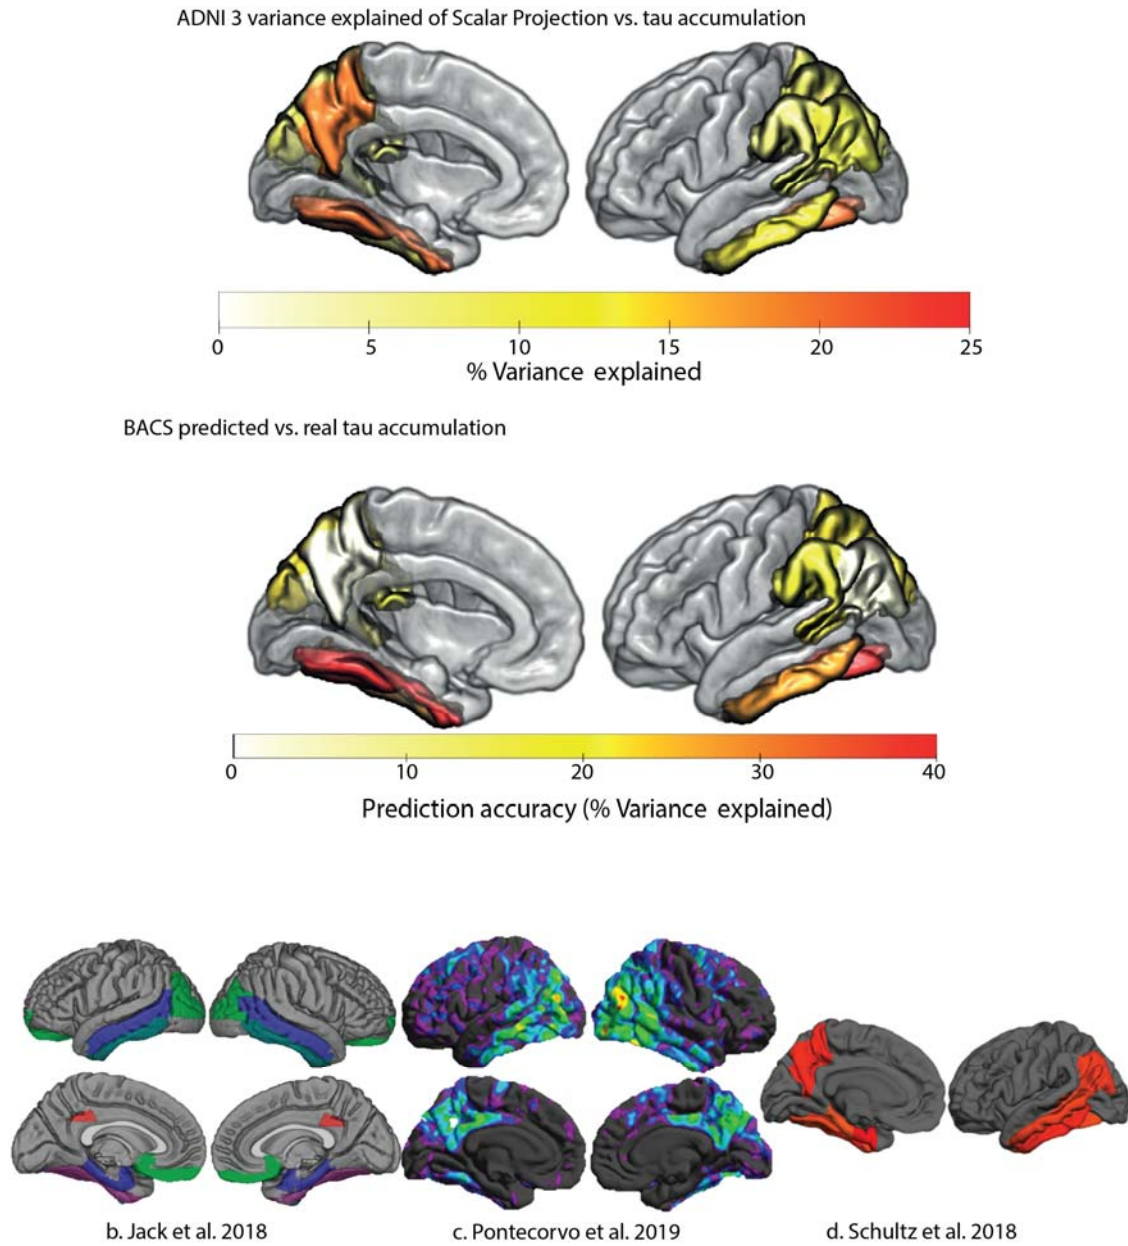 ADNI 3 variance explained of Scalar Projection vs. tau accumulation
0 5 10 15 20 25
% Variance explained
BACS predicted vs. real tau accumulation
0 10 20 30 40
Prediction accuracy (% Variance explained)
b. Jack et al. 2018 c. Pontecorvo et al. 2019 d. Schultz et al. 2018